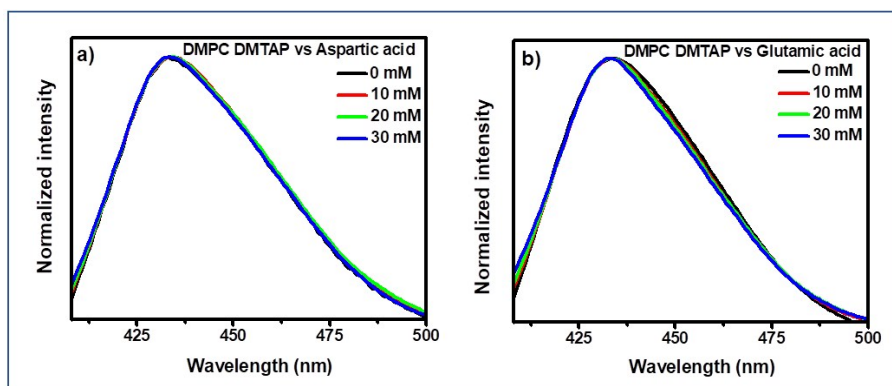 a)
DMPC DMTAP vs Aspartic acid
0 mM
10 mM
20 mM
30 mM
Normalized intensity
425
450
475
500
Wavelength (nm)
b)
DMPC DMTAP vs Glutamic acid
0 mM
10 mM
20 mM
30 mM
Normalized intensity
425
450
475
500
Wavelength (nm)